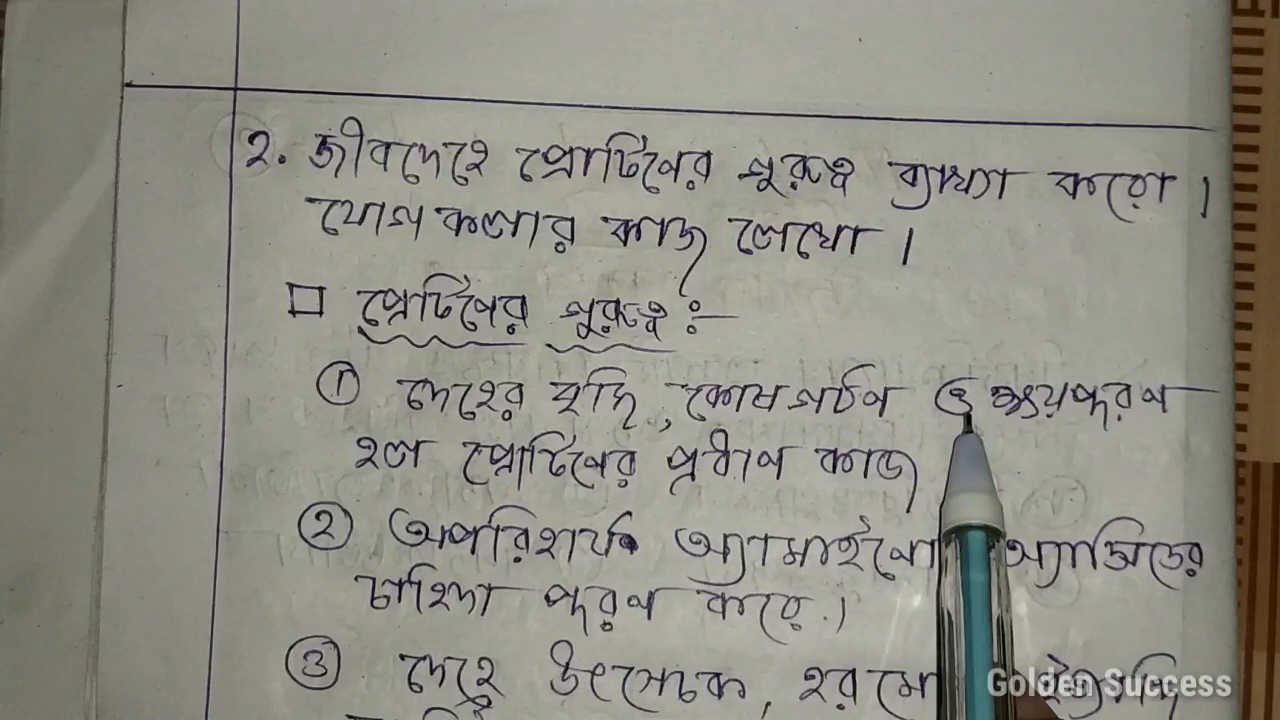 ২. জীবদেহে প্রোটিনের গুরুত্ব ব্যাখ্যা করো।
যোগকলার কাজ লেখো।
□ প্রোটিনের গুরুত্ব :-
① দেহের বৃদ্ধি, কোষগঠন ও ক্ষয়পূরণ
হল প্রোটিনের প্রধান কাজ
② অপরিহার্য অ্যামাইনো অ্যাসিডের
চাহিদা পূরণ করে।
③ দেহে উৎসেচক, হরমো
Golden Success